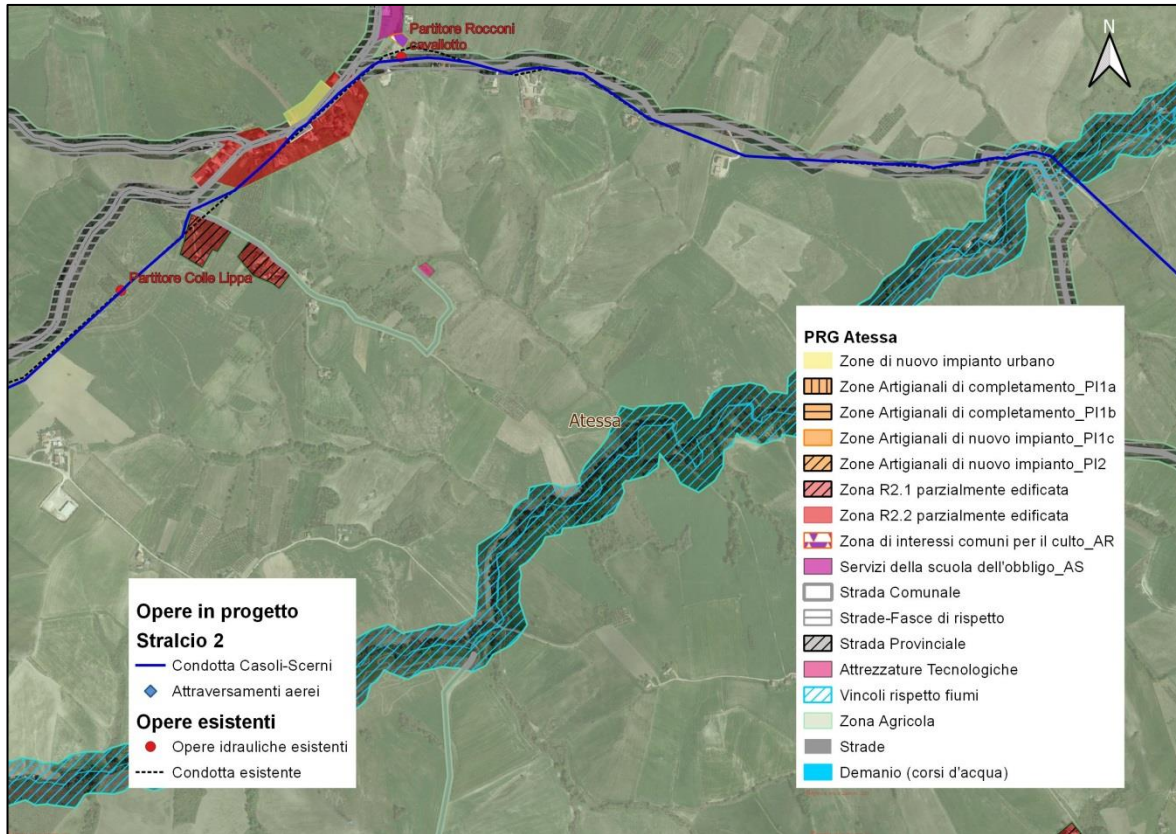 Partitore Rocconi
cavallotto
N
Partitore Colle Lippa
Atessa
PRG Atessa
Zone di nuovo impianto urbano
Zone Artigianali di completamento_PI1a
Zone Artigianali di completamento_PI1b
Zone Artigianali di nuovo impianto_PI1c
Zone Artigianali di nuovo impianto_PI2
Zona R2.1 parzialmente edificata
Zona R2.2 parzialmente edificata
Zona di interessi comuni per il culto_AR
Servizi della scuola dell'obbligo_AS
Strada Comunale
Strade-Fasce di rispetto
Strada Provinciale
Attrezzature Tecnologiche
Vincoli rispetto fiumi
Zona Agricola
Strade
Demanio (corsi d'acqua)
Opere in progetto
Stralcio 2
Condotta Casoli-Scerni
Attraversamenti aerei
Opere esistenti
Opere idrauliche esistenti
Condotta esistente